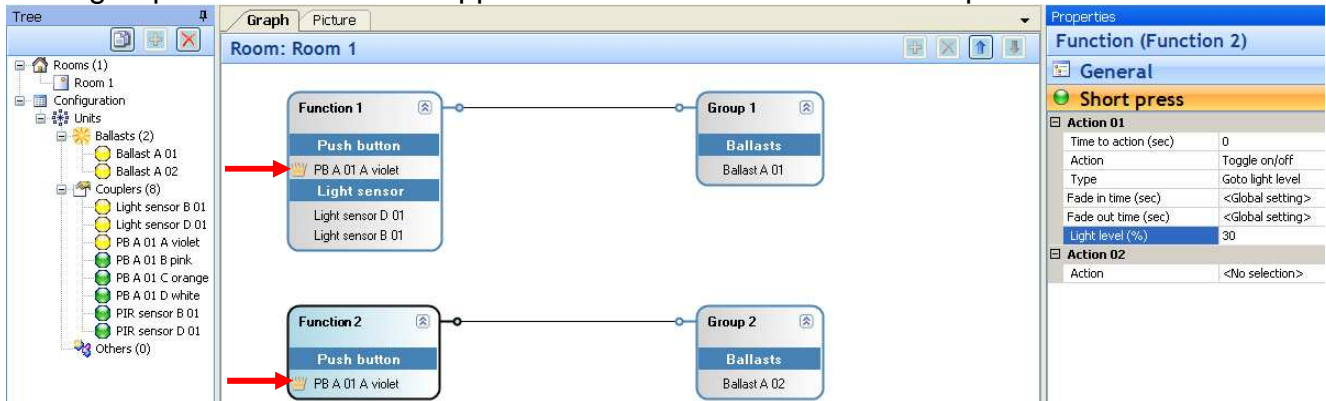 Tree
Rooms (1)
Room 1
Configuration
Units
Ballasts (2)
Ballast A 01
Ballast A 02
Couplers (8)
Light sensor B 01
Light sensor D 01
PB A 01 A violet
PB A 01 B pink
PB A 01 C orange
PB A 01 D white
PIR sensor B 01
PIR sensor D 01
Others (0)
Graph Picture
Room: Room 1
Function 1
Push button
PB A 01 A violet
Light sensor
Light sensor D 01
Light sensor B 01
Group 1
Ballasts
Ballast A 01
Function 2
Push button
PB A 01 A violet
Group 2
Ballasts
Ballast A 02
Properties
Function (Function 2)
General
Short press
Action 01
Time to action (sec) 0
Action Toggle on/off
Type Goto light level
Fade in time (sec) <Global setting>
Fade out time (sec) <Global setting>
Light level (%) 30
Action 02
Action <No selection>